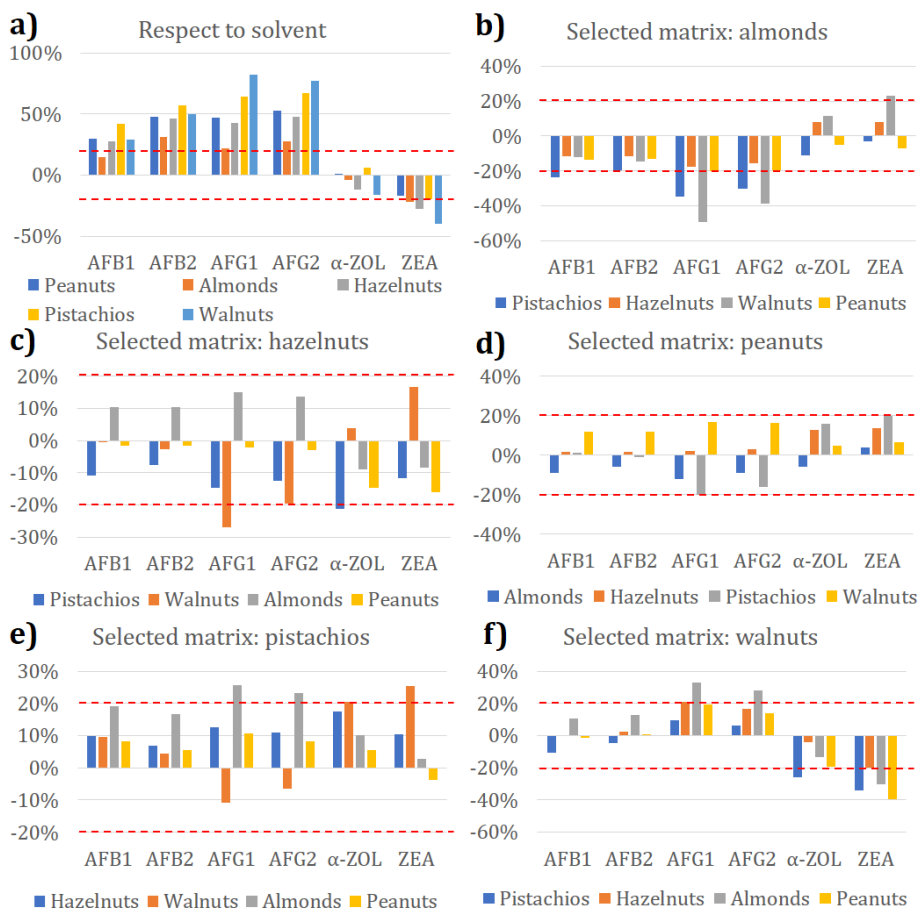 a)
Respect to solvent
100%
50%
0%
-50%
AFB1 AFB2 AFG1 AFG2 α-ZOL ZEA
Peanuts Almonds Hazelnuts
Pistachios Walnuts
b)
Selected matrix: almonds
40%
20%
0%
-20%
-40%
-60%
AFB1 AFB2 AFG1 AFG2 α-ZOL ZEA
Pistachios Hazelnuts Walnuts Peanuts
c)
Selected matrix: hazelnuts
20%
10%
0%
-10%
-20%
-30%
AFB1 AFB2 AFG1 AFG2 α-ZOL ZEA
Pistachios Walnuts Almonds Peanuts
d)
Selected matrix: peanuts
40%
20%
0%
-20%
-40%
AFB1 AFB2 AFG1 AFG2 α-ZOL ZEA
Almonds Hazelnuts Pistachios Walnuts
e)
Selected matrix: pistachios
30%
20%
10%
0%
-10%
-20%
AFB1 AFB2 AFG1 AFG2 α-ZOL ZEA
Hazelnuts Walnuts Almonds Peanuts
f)
Selected matrix: walnuts
40%
20%
0%
-20%
-40%
-60%
AFB1 AFB2 AFG1 AFG2 α-ZOL ZEA
Pistachios Hazelnuts Almonds Peanuts